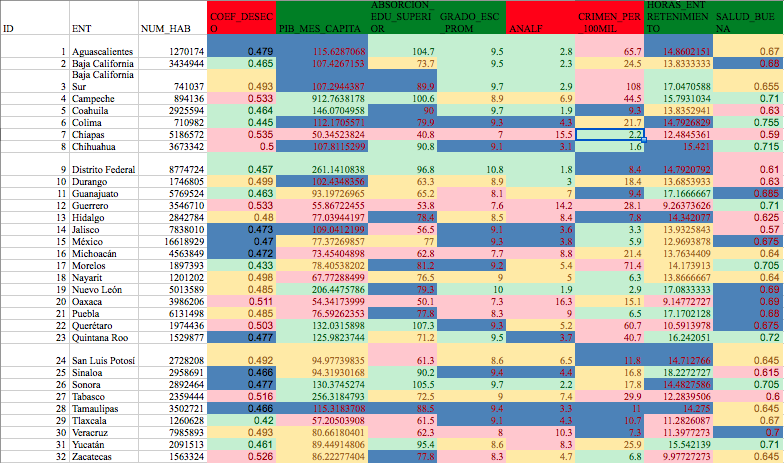 ID ENT NUM_HAB COEF_DESECO PIB_MES_CAPITA ABSORCION_EDU_SUPERIOR GRADO_ESC_PROM ANALF CRIMEN_PER_100MIL HORAS_ENTRETENIMIENTO SALUD_BUENA
1 Aguascalientes 1270174 0.479 115.6287068 104.7 9.5 2.8 65.7 14.8602151 0.67
2 Baja California 3434944 0.465 107.4267153 73.7 9.5 2.3 24.5 13.8333333 0.68
3 Baja California Sur 741037 0.493 107.2944387 89.9 9.7 2.9 108 17.0470588 0.655
4 Campeche 894136 0.533 912.7638178 100.6 8.9 6.9 44.5 15.7931034 0.71
5 Coahuila 2925594 0.464 146.0704958 90 9.7 1.9 9.3 13.8352941 0.63
6 Colima 710982 0.445 112.1705571 79.9 9.3 4.3 21.7 14.7926829 0.755
7 Chiapas 5186572 0.535 50.34523824 40.8 7 15.5 2.2 12.4845361 0.59
8 Chihuahua 3673342 0.5 107.8115299 90.8 9.1 3.1 1.6 15.421 0.715
9 Distrito Federal 8774724 0.457 261.1410838 96.8 10.8 1.8 8.4 14.7920792 0.61
10 Durango 1746805 0.499 102.4348356 63.3 8.9 3 18.4 13.6853933 0.63
11 Guanajuato 5769524 0.463 93.19726965 65.2 8.1 7 9.4 17.1666667 0.685
12 Guerrero 3546710 0.533 55.86722455 53.8 7.6 14.2 28.1 9.26373626 0.71
13 Hidalgo 2842784 0.48 77.03944197 78.4 8.5 8.4 7.8 14.342077 0.625
14 Jalisco 7838010 0.473 109.0412199 56.5 9.1 3.6 3.3 13.9325843 0.57
15 México 16618929 0.47 77.37269857 77 9.3 3.8 5.9 12.9693878 0.675
16 Michoacán 4563849 0.472 73.45404898 62.8 7.7 8.8 21.4 13.7634409 0.64
17 Morelos 1897393 0.433 78.40538202 81.2 9.2 5.4 71.4 14.173913 0.705
18 Nayarit 1201202 0.498 67.77288499 76.5 9 5 6.3 13.8666667 0.64
19 Nuevo León 5013589 0.485 206.4475786 79.3 10 1.9 2.9 17.0833333 0.69
20 Oaxaca 3986206 0.511 54.34173999 50.1 7.3 16.3 15.1 9.14772727 0.69
21 Puebla 6131498 0.485 76.59262353 77.8 8.3 9 6.5 17.1702128 0.68
22 Querétaro 1974436 0.503 132.0315898 107.3 9.3 5.2 60.7 10.5913978 0.675
23 Quintana Roo 1529877 0.477 125.9823744 71.2 9.5 3.7 40.7 16.242051 0.72
24 San Luis Potosí 2728208 0.492 94.97739835 61.3 8.6 6.5 11.8 14.712766 0.645
25 Sinaloa 2958691 0.466 94.31930168 90.2 9.4 4.4 16.8 18.2272727 0.615
26 Sonora 2892464 0.477 130.3745274 105.5 9.7 2.2 17.8 14.4827586 0.705
27 Tabasco 2359444 0.516 256.3184793 72.5 9 7.4 29.9 12.2839506 0.6
28 Tamaulipas 3502721 0.466 115.3183708 88.5 9.4 3.3 11 14.275 0.645
29 Tlaxcala 1260628 0.42 57.20503908 61.5 9.1 4.3 10.7 11.2826087 0.67
30 Veracruz 7985893 0.493 80.66180401 62.3 8 10.3 7.3 11.3977273 0.7
31 Yucatán 2091513 0.461 89.44914806 95.4 8.6 8.3 25.9 15.542139 0.71
32 Zacatecas 1563324 0.526 86.22277404 77.8 8.3 4.7 6.8 9.97727273 0.645